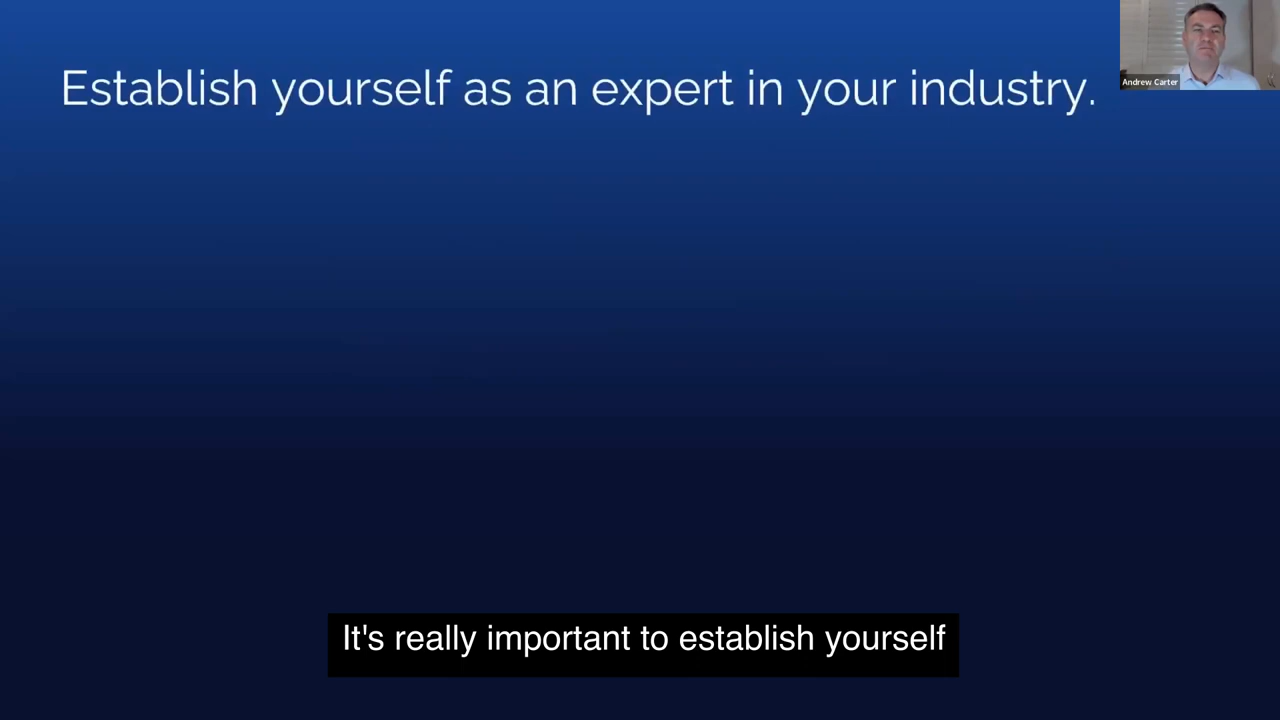 Establish yourself as an expert in your industry.
Andrew Carter
It's really important to establish yourself